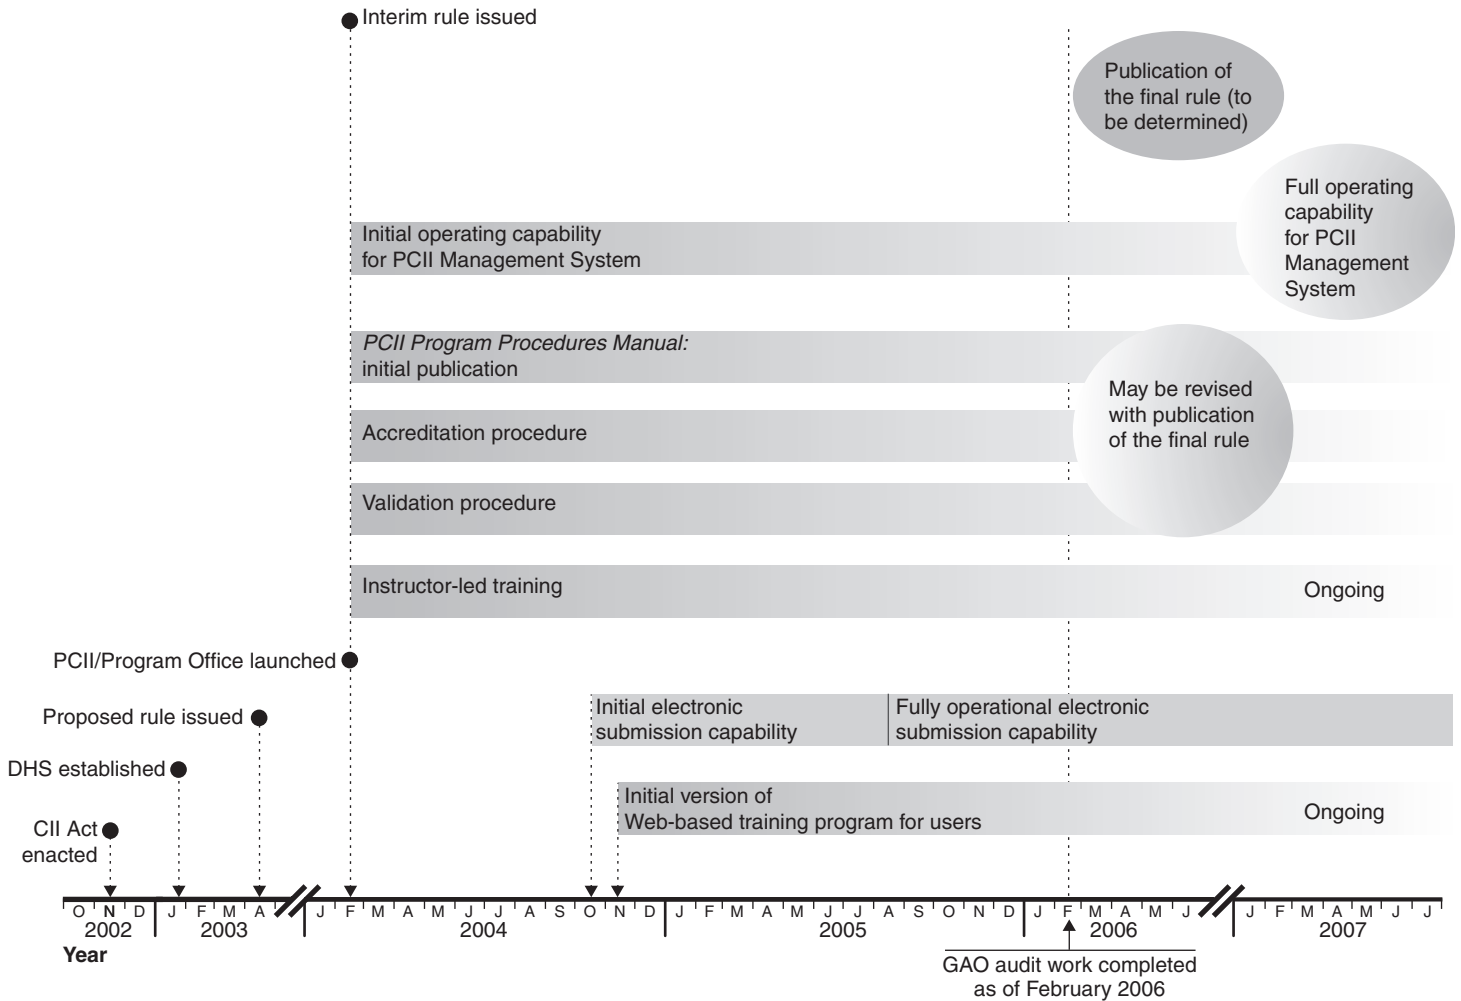 Interim rule issued
Publication of
the final rule (to
be determined)
Full operating
capability
for PCII
Management
System
Initial operating capability
for PCII Management System
PCII Program Procedures Manual:
initial publication
May be revised
with publication
of the final rule
Accreditation procedure
Validation procedure
Instructor-led training
Ongoing
PCII/Program Office launched
Proposed rule issued
Initial electronic
submission capability
Fully operational electronic
submission capability
DHS established
Initial version of
Web-based training program for users
Ongoing
CII Act
enacted
O N D J F M A J F M A M J J A S O N D J F M A M J J A S O N D J F M A M J J F M A M J J
2002 2003 2004 2005 2006 2007
Year
GAO audit work completed
as of February 2006